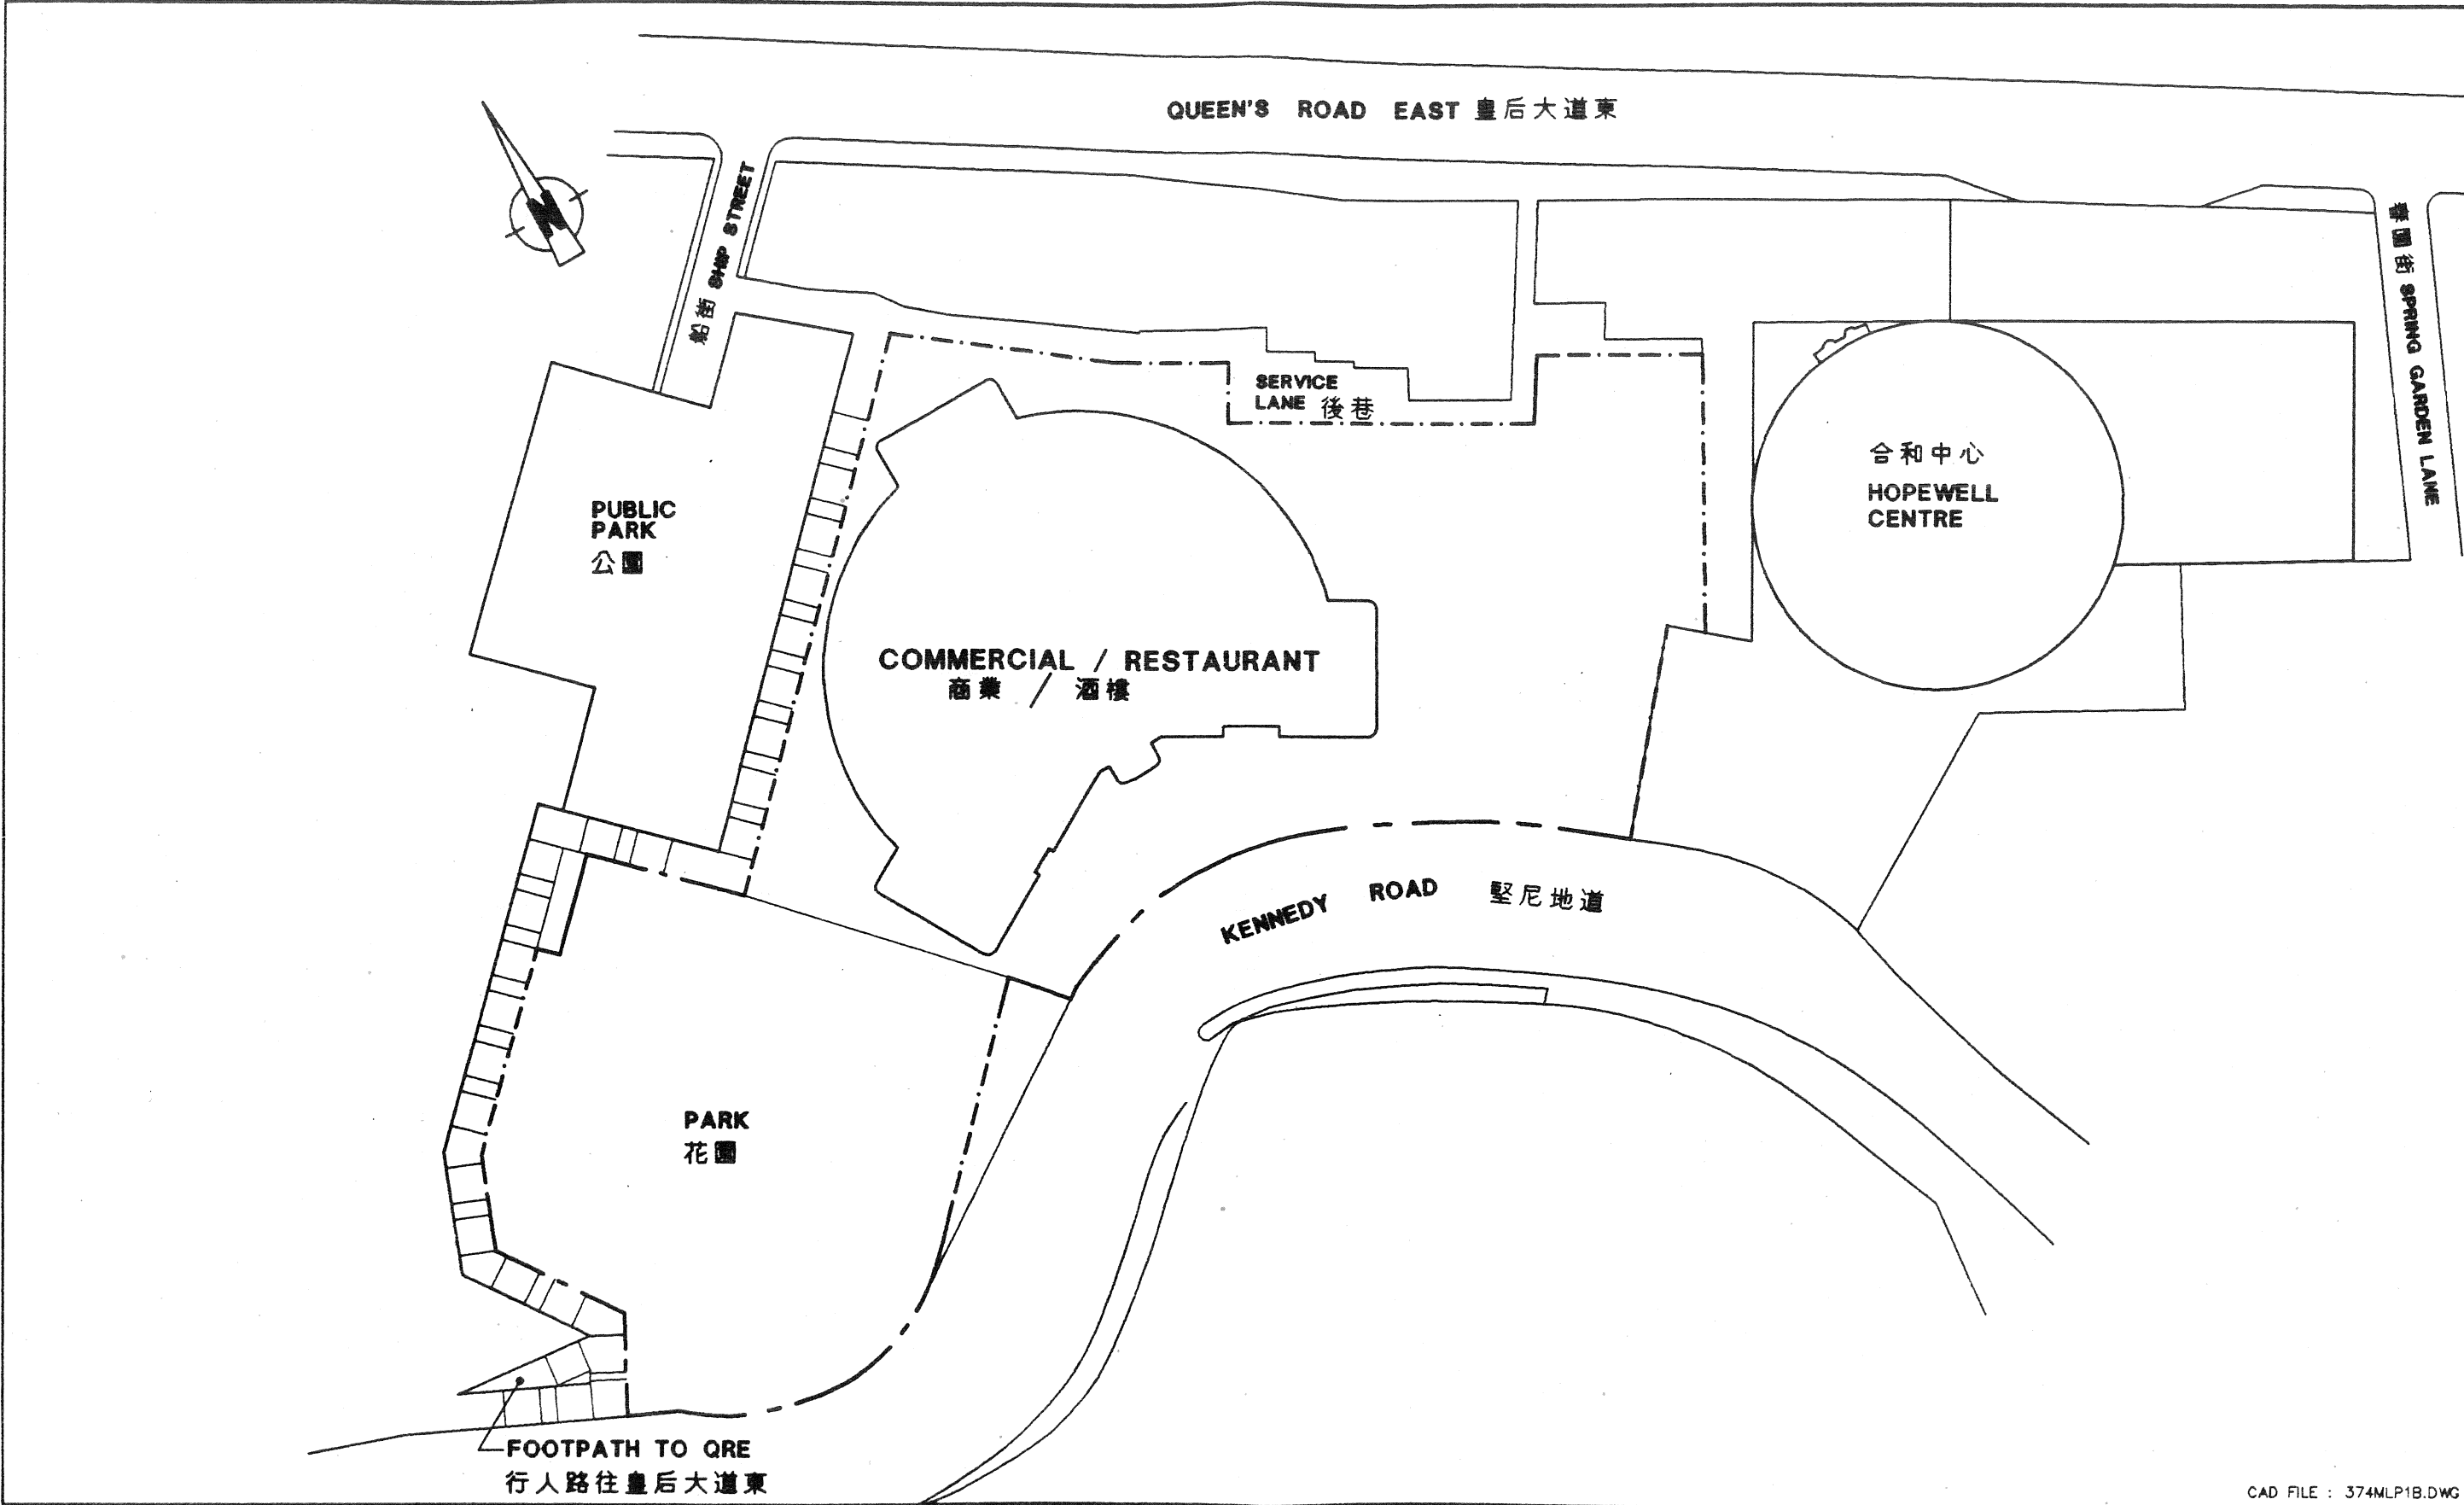 QUEEN'S ROAD EAST 皇后大道東
船街 SHIP STREET
春園街 SPRING GARDEN LANE
N
SERVICE
LANE 後巷
合和中心
HOPEWELL
CENTRE
PUBLIC
PARK
公園
COMMERCIAL / RESTAURANT
商業 / 酒樓
KENNEDY ROAD 堅尼地道
PARK
花園
FOOTPATH TO QRE
行人路往皇后大道東
CAD FILE : 374MLP1B.DWG